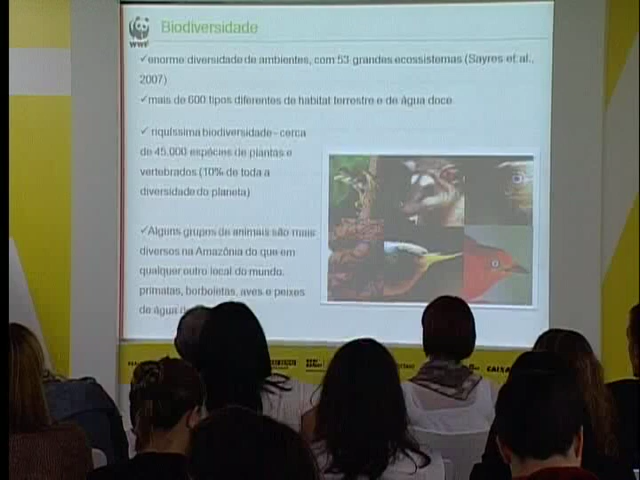 Biodiversidade
WWF
✓enorme diversidade de ambientes, com 53 grandes ecossistemas (Sayres et al.,
2007)
✓mais de 600 tipos diferentes de habitat terrestre e de água doce
✓ riquíssima biodiversidade - cerca
de 45.000 espécies de plantas e
vertebrados (10% de toda a
diversidade do planeta)
✓Alguns grupos de animais são mais
diversos na Amazônia do que em
qualquer outro local do mundo:
primatas, borboletas, aves e peixes
de água
CAIXA